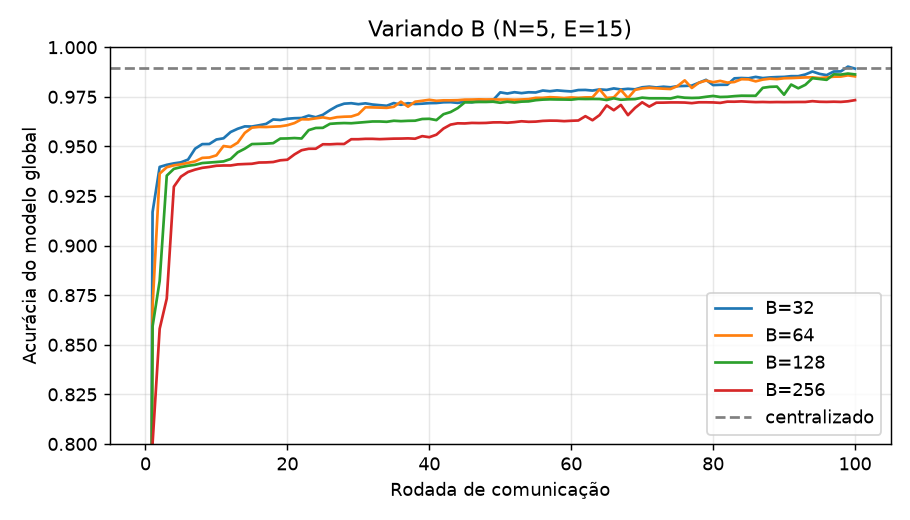 Variando B (N=5, E=15)
1.000
0.975
0.950
0.925
0.900
0.875
0.850
0.825
0.800
Acurácia do modelo global
0 20 40 60 80 100
Rodada de comunicação
B=32
B=64
B=128
B=256
centralizado